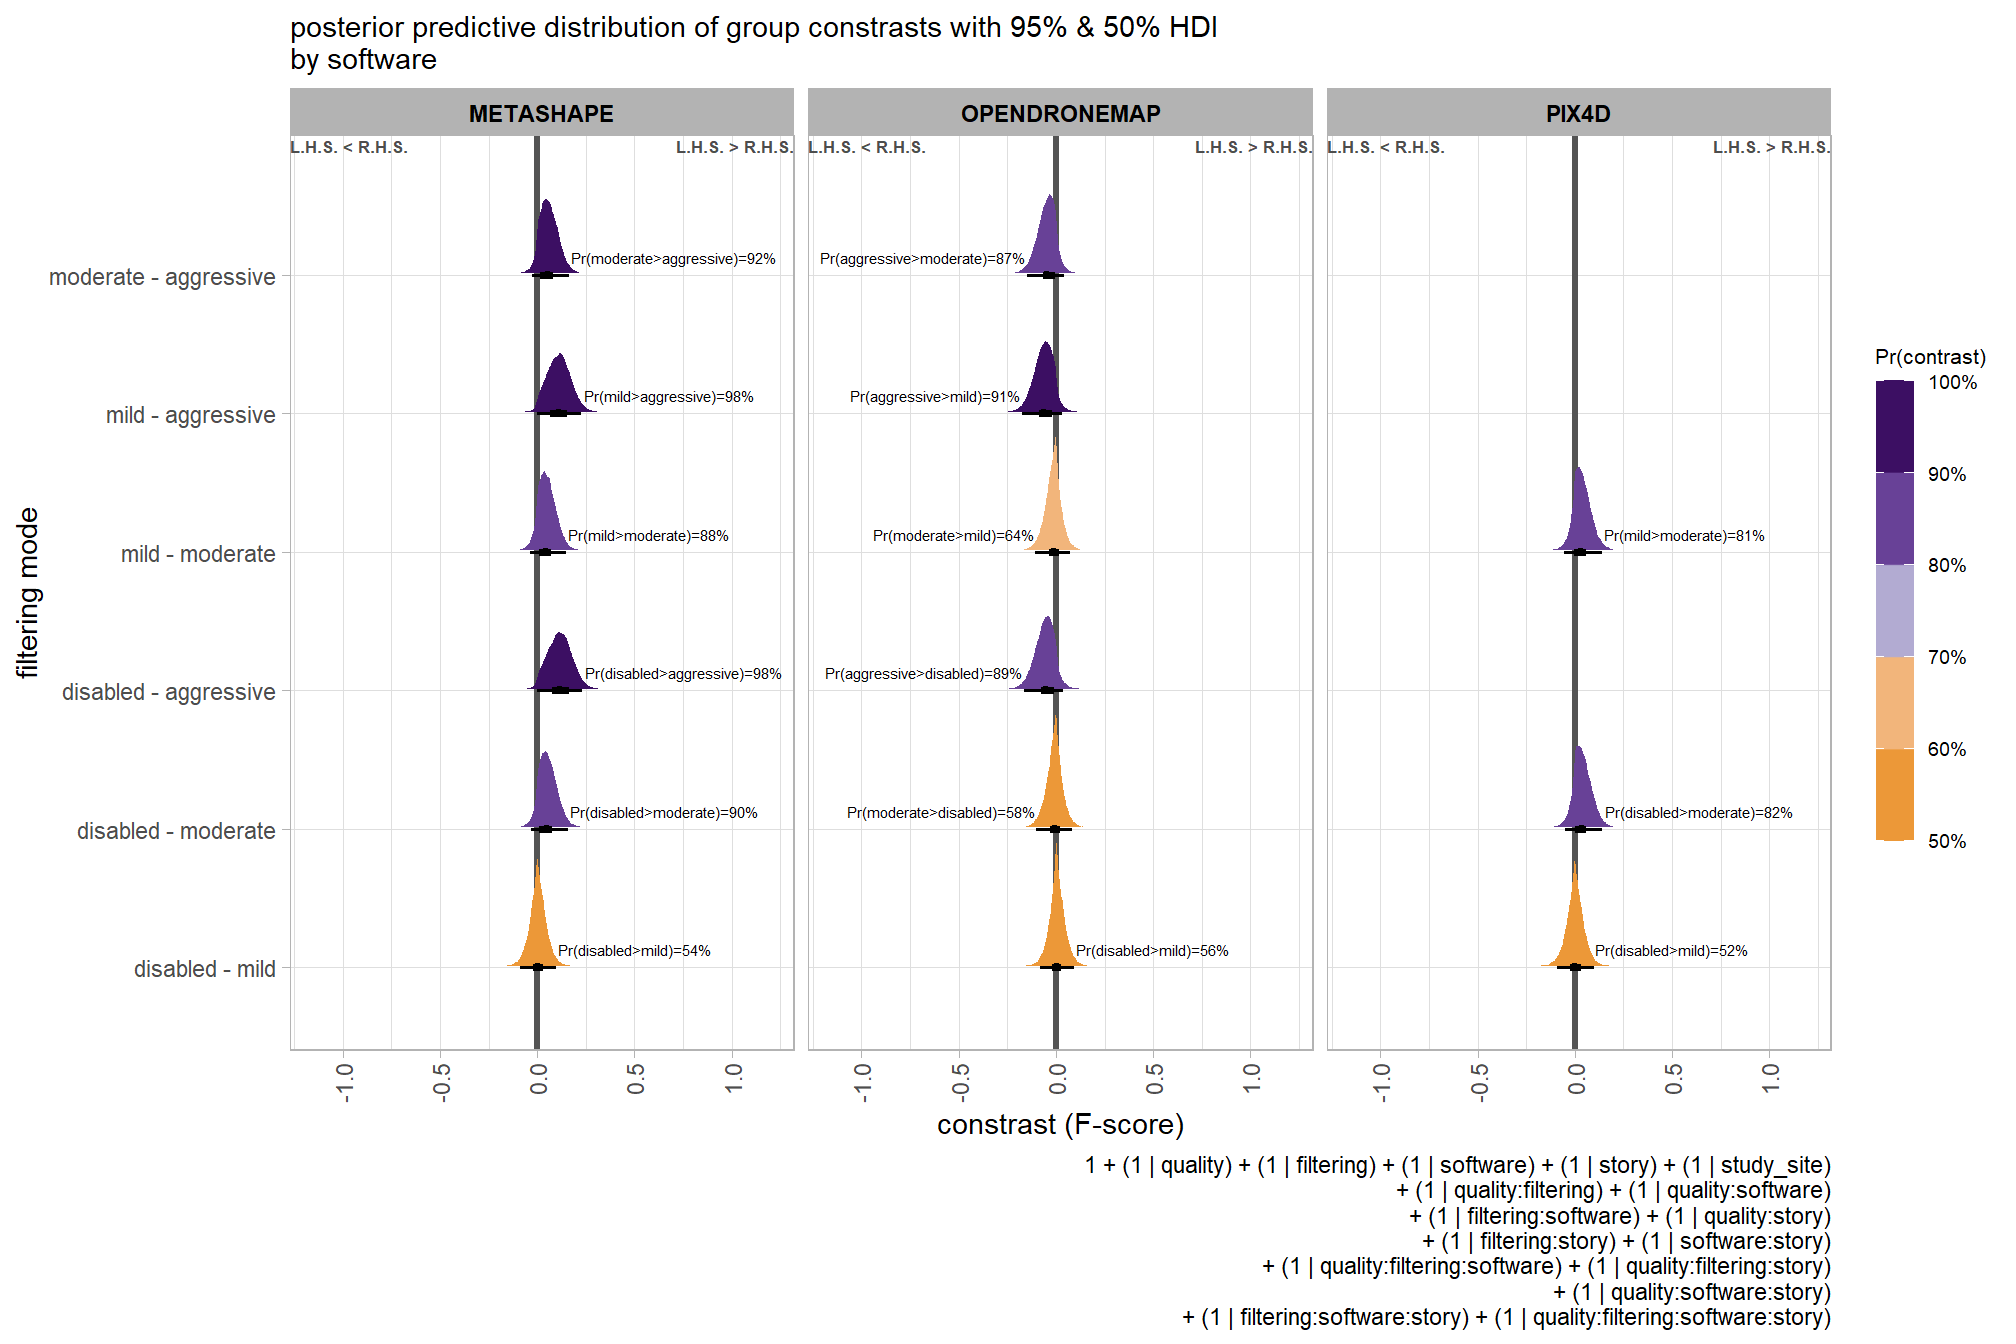 posterior predictive distribution of group constrasts with 95% & 50% HDI
by software
METASHAPE
OPENDRONEMAP
PIX4D
L.H.S. < R.H.S.
L.H.S. > R.H.S.
L.H.S. < R.H.S.
L.H.S. > R.H.S.
L.H.S. < R.H.S.
L.H.S. > R.H.S.
filtering mode
moderate - aggressive
Pr(moderate>aggressive)=92%
Pr(aggressive>moderate)=87%
mild - aggressive
Pr(mild>aggressive)=98%
Pr(aggressive>mild)=91%
mild - moderate
Pr(mild>moderate)=88%
Pr(moderate>mild)=64%
Pr(mild>moderate)=81%
disabled - aggressive
Pr(disabled>aggressive)=98%
Pr(aggressive>disabled)=89%
disabled - moderate
Pr(disabled>moderate)=90%
Pr(moderate>disabled)=58%
Pr(disabled>moderate)=82%
disabled - mild
Pr(disabled>mild)=54%
Pr(disabled>mild)=56%
Pr(disabled>mild)=52%
-1.0
-0.5
0.0
0.5
1.0
-1.0
-0.5
0.0
0.5
1.0
-1.0
-0.5
0.0
0.5
1.0
constrast (F-score)
Pr(contrast)
100%
90%
80%
70%
60%
50%
1 + (1 | quality) + (1 | filtering) + (1 | software) + (1 | story) + (1 | study_site)
+ (1 | quality:filtering) + (1 | quality:software)
+ (1 | filtering:software) + (1 | quality:story)
+ (1 | filtering:story) + (1 | software:story)
+ (1 | quality:filtering:software) + (1 | quality:filtering:story)
+ (1 | quality:software:story)
+ (1 | filtering:software:story) + (1 | quality:filtering:software:story)